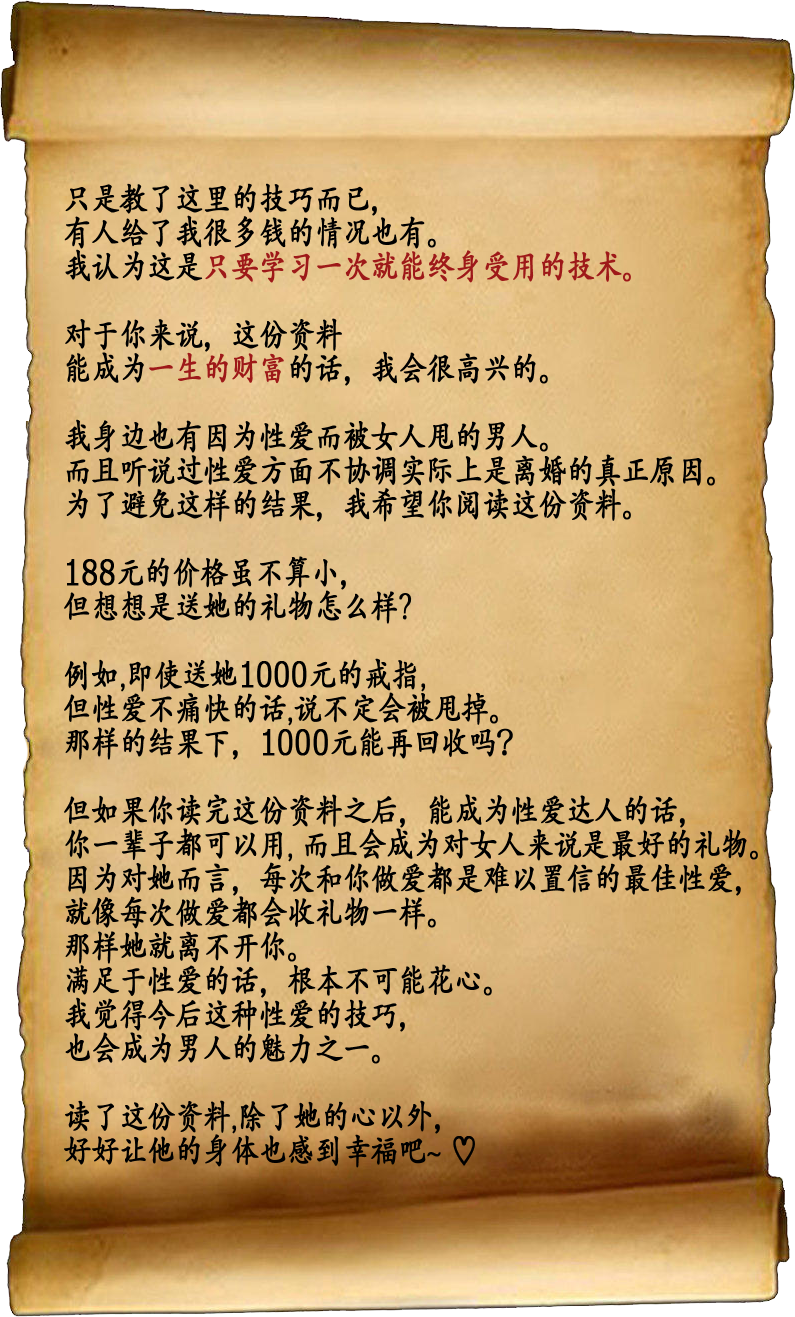 只是教了这里的技巧而已，
有人给了我很多钱的情况也有。
我认为这是只要学习一次就能终身受用的技术。
对于你来说，这份资料
能成为一生的财富的话，我会很高兴的。
我身边也有因为性爱而被女人甩的男人。
而且听说过性爱方面不协调实际上是离婚的真正原因。
为了避免这样的结果，我希望你阅读这份资料。
188元的价格虽不算小，
但想想是送她的礼物怎么样？
例如,即使送她1000元的戒指，
但性爱不痛快的话,说不定会被甩掉。
那样的结果下，1000元能再回收吗？
但如果你读完这份资料之后，能成为性爱达人的话，
你一辈子都可以用, 而且会成为对女人来说是最好的礼物。
因为对她而言，每次和你做爱都是难以置信的最佳性爱，
就像每次做爱都会收礼物一样。
那样她就离不开你。
满足于性爱的话，根本不可能花心。
我觉得今后这种性爱的技巧，
也会成为男人的魅力之一。
读了这份资料,除了她的心以外，
好好让他的身体也感到幸福吧~ ♡